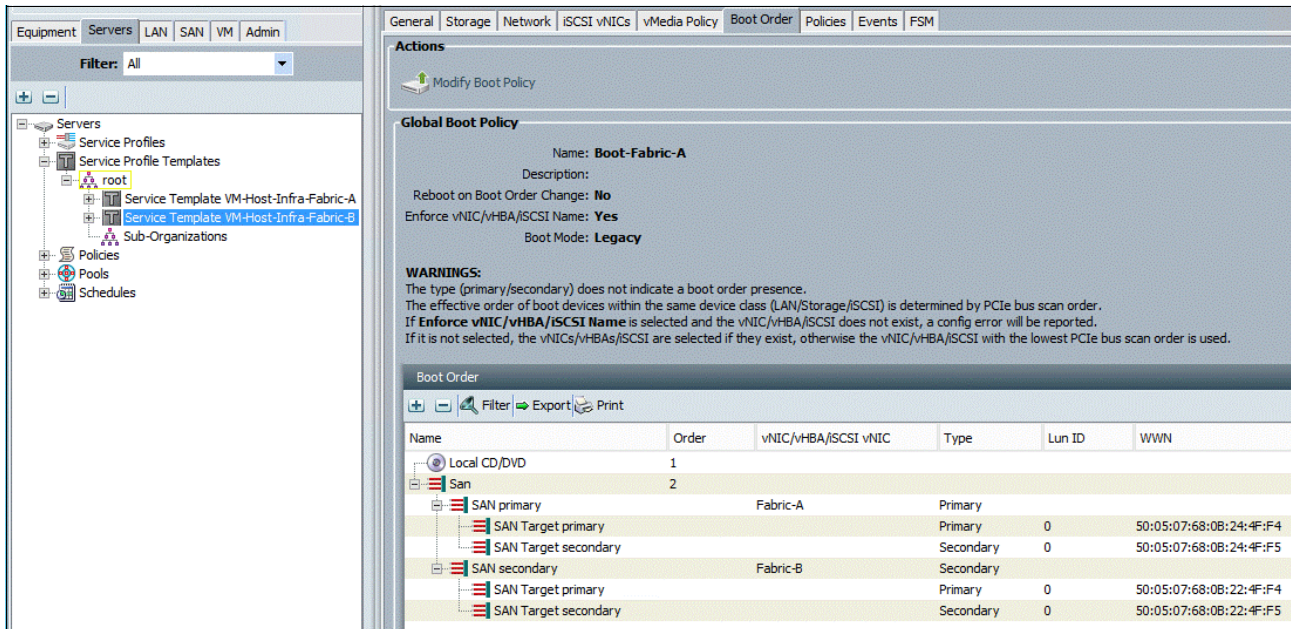 Equipment Servers LAN SAN VM Admin
Filter: All
Servers
Service Profiles
Service Profile Templates
root
Service Template VM-Host-Infra-Fabric-A
Service Template VM-Host-Infra-Fabric-B
Sub-Organizations
Policies
Pools
Schedules
General Storage Network iSCSI vNICs vMedia Policy Boot Order Policies Events FSM
Actions
Modify Boot Policy
Global Boot Policy
Name: Boot-Fabric-A
Description:
Reboot on Boot Order Change: No
Enforce vNIC/vHBA/iSCSI Name: Yes
Boot Mode: Legacy
WARNINGS:
The type (primary/secondary) does not indicate a boot order presence.
The effective order of boot devices within the same device class (LAN/Storage/iSCSI) is determined by PCIe bus scan order.
If Enforce vNIC/vHBA/iSCSI Name is selected and the vNIC/vHBA/iSCSI does not exist, a config error will be reported.
If it is not selected, the vNICs/vHBAs/iSCSI are selected if they exist, otherwise the vNIC/vHBA/iSCSI with the lowest PCIe bus scan order is used.
Boot Order
Filter Export Print
Name Order vNIC/vHBA/iSCSI vNIC Type Lun ID WWN
Local CD/DVD 1
San 2
SAN primary Fabric-A Primary
SAN Target primary Primary 0 50:05:07:68:0B:24:4F:F4
SAN Target secondary Secondary 0 50:05:07:68:0B:24:4F:F5
SAN secondary Fabric-B Secondary
SAN Target primary Primary 0 50:05:07:68:0B:22:4F:F4
SAN Target secondary Secondary 0 50:05:07:68:0B:22:4F:F5